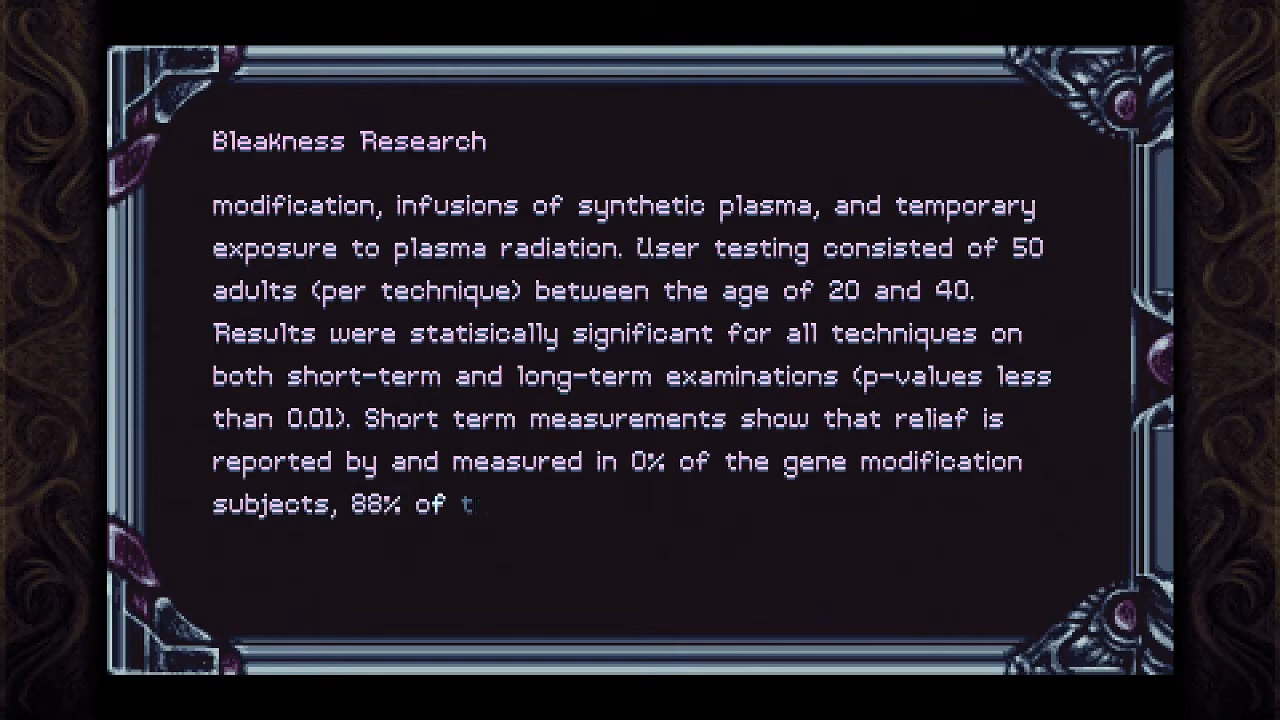 Bleakness Research
modification, infusions of synthetic plasma, and temporary
exposure to plasma radiation. User testing consisted of 50
adults (per technique) between the age of 20 and 40.
Results were statisically significant for all techniques on
both short-term and long-term examinations (p-values less
than 0.01). Short term measurements show that relief is
reported by and measured in 0% of the gene modification
subjects, 88% of t